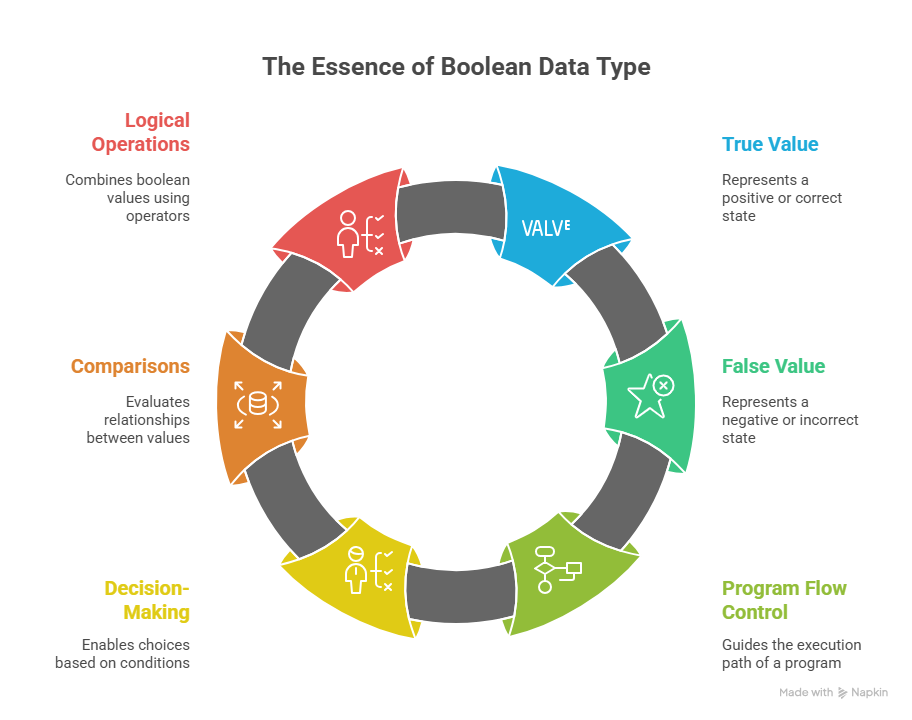 The Essence of Boolean Data Type
Logical
Operations
Combines boolean
values using
operators
True Value
Represents a
positive or correct
state
VALVE
Comparisons
Evaluates
relationships
between values
False Value
Represents a
negative or incorrect
state
Decision-
Making
Enables choices
based on conditions
Program Flow
Control
Guides the execution
path of a program
Made with Napkin